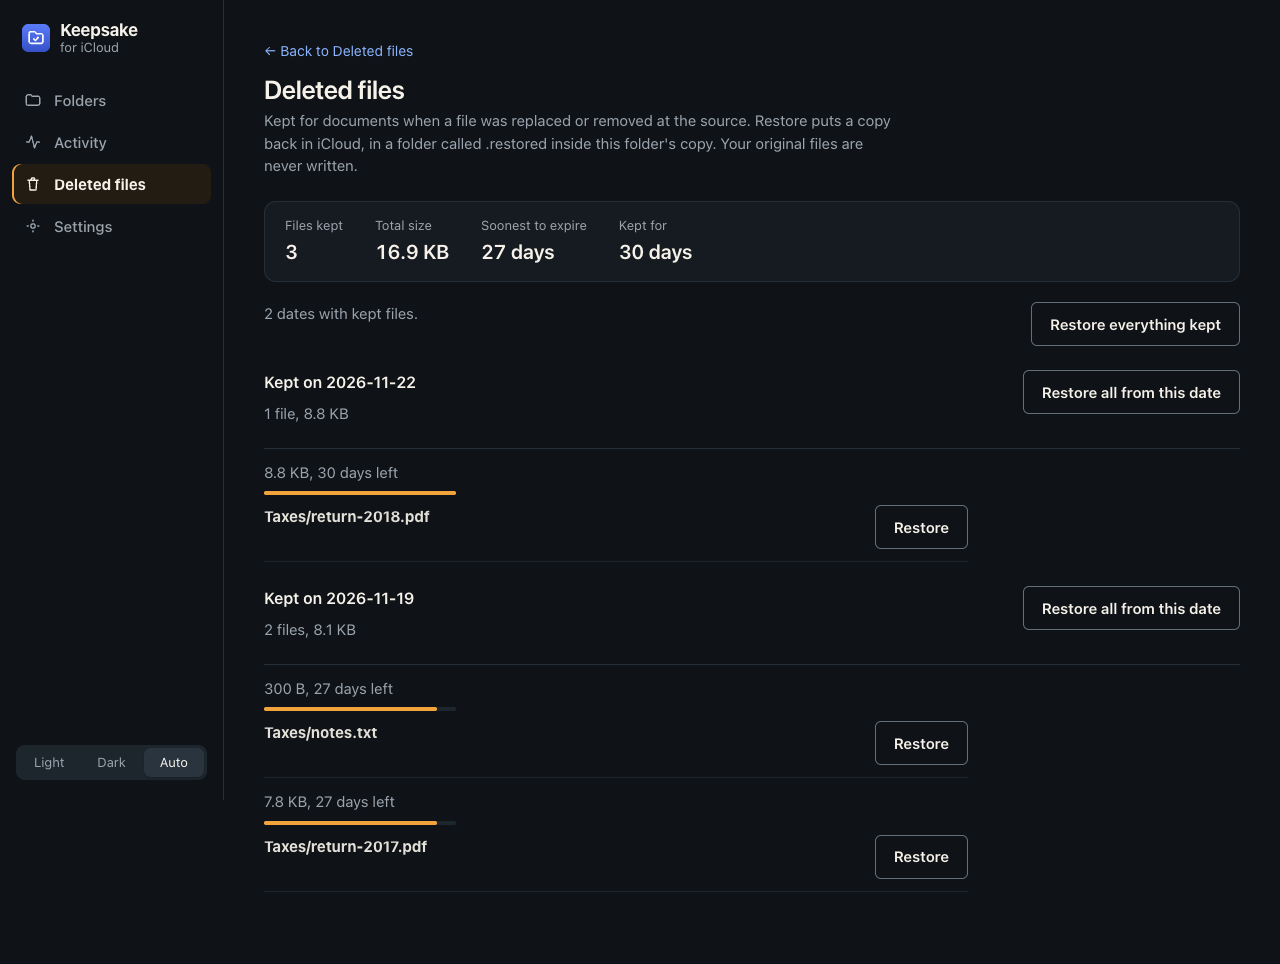 Keepsake
for iCloud
Folders
Activity
Deleted files
Settings
Light Dark Auto
← Back to Deleted files
Deleted files
Kept for documents when a file was replaced or removed at the source. Restore puts a copy
back in iCloud, in a folder called .restored inside this folder's copy. Your original files are
never written.
Files kept Total size Soonest to expire Kept for
3 16.9 KB 27 days 30 days
2 dates with kept files.
Restore everything kept
Kept on 2026-11-22
Restore all from this date
1 file, 8.8 KB
8.8 KB, 30 days left
Taxes/return-2018.pdf
Restore
Kept on 2026-11-19
Restore all from this date
2 files, 8.1 KB
300 B, 27 days left
Taxes/notes.txt
Restore
7.8 KB, 27 days left
Taxes/return-2017.pdf
Restore